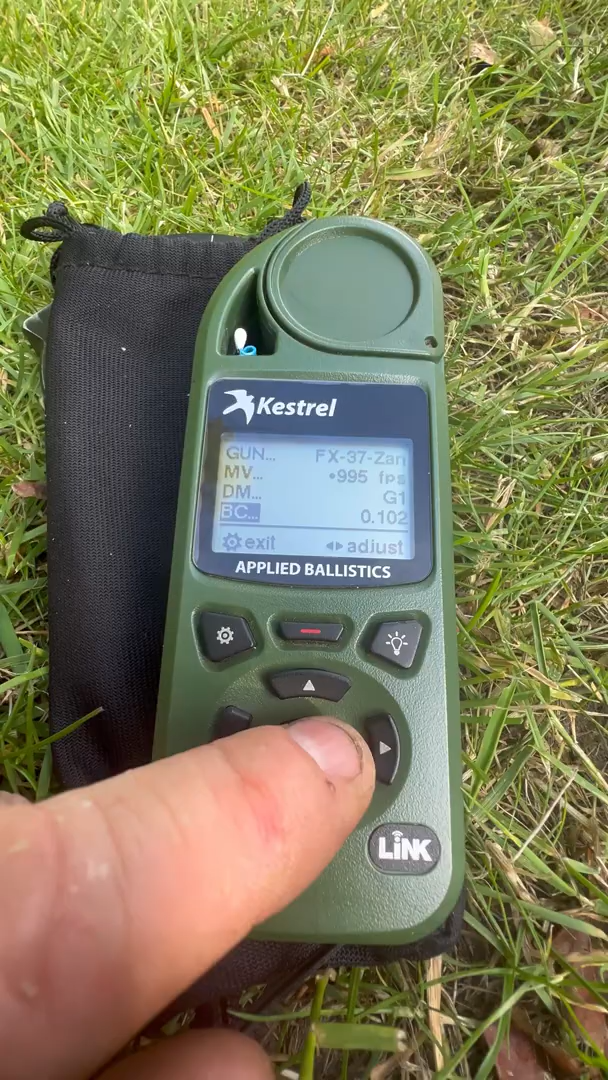 Kestrel
GUN... FX-37-Zan
MV... •995 fps
DM... G1
BC... 0.102
exit ◂▸adjust
APPLIED BALLISTICS
LiNK